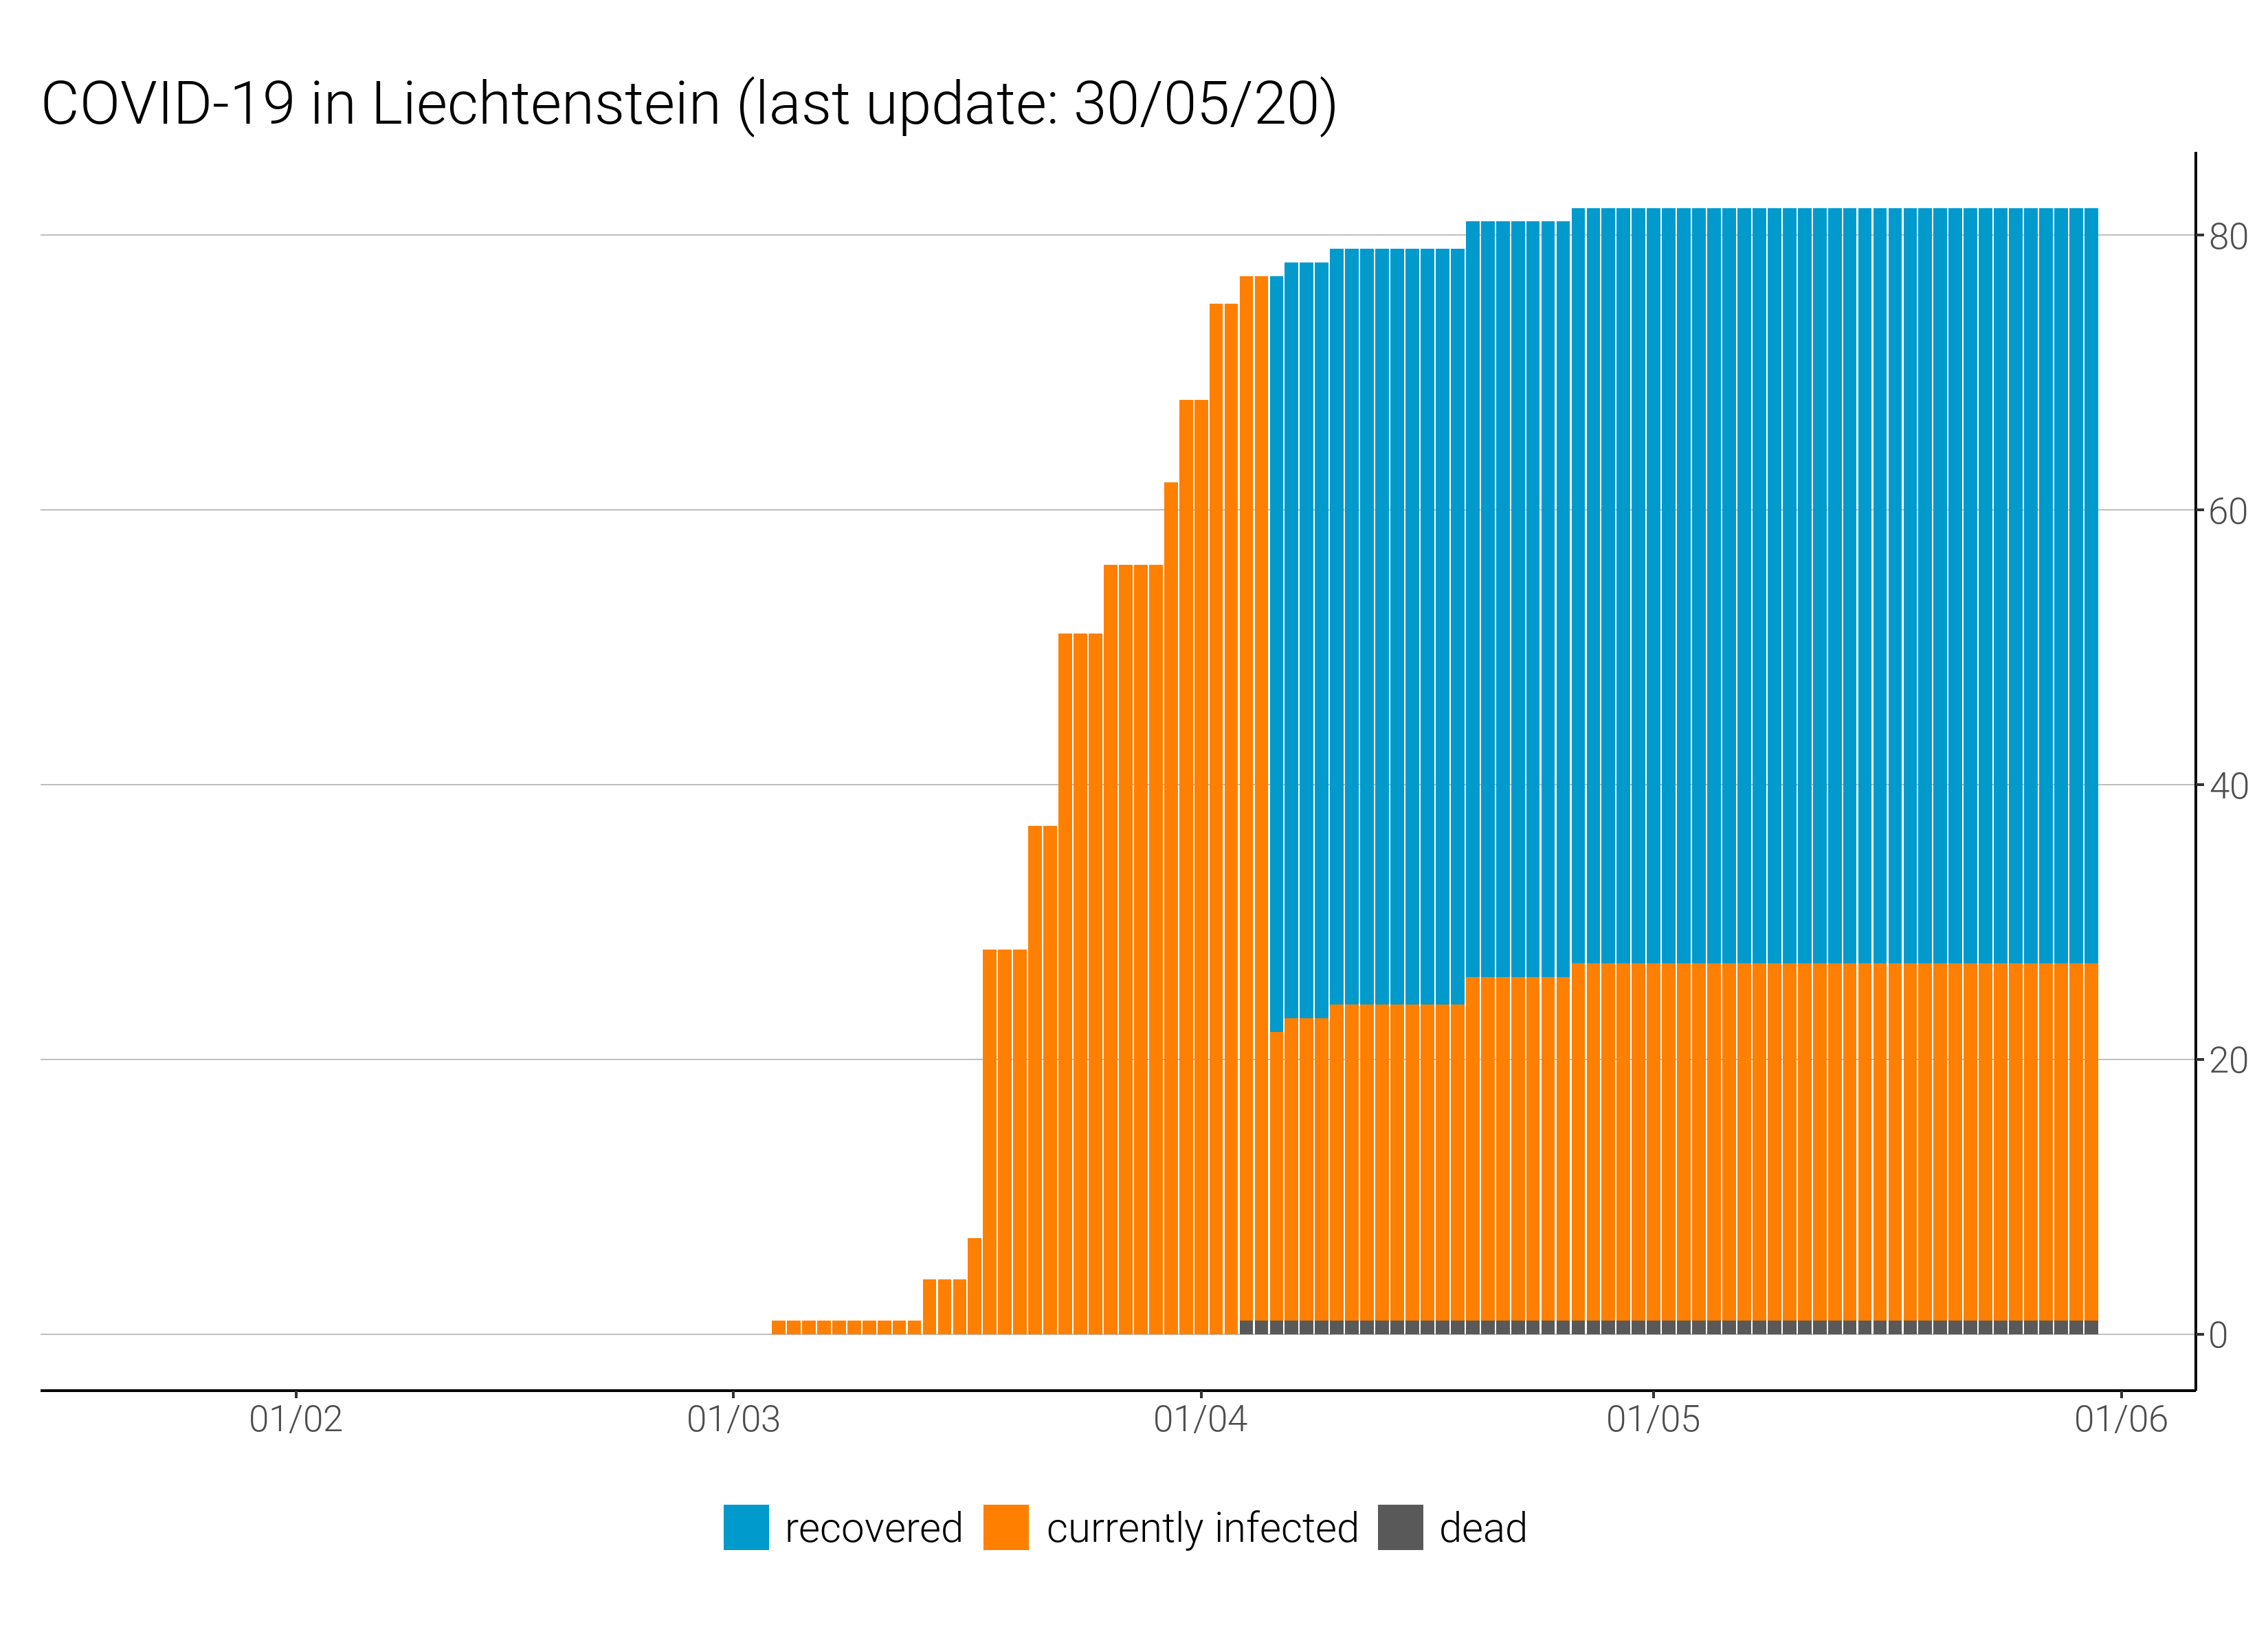 COVID-19 in Liechtenstein (last update: 30/05/20)
80
60
40
20
0
01/02 01/03 01/04 01/05 01/06
recovered currently infected dead